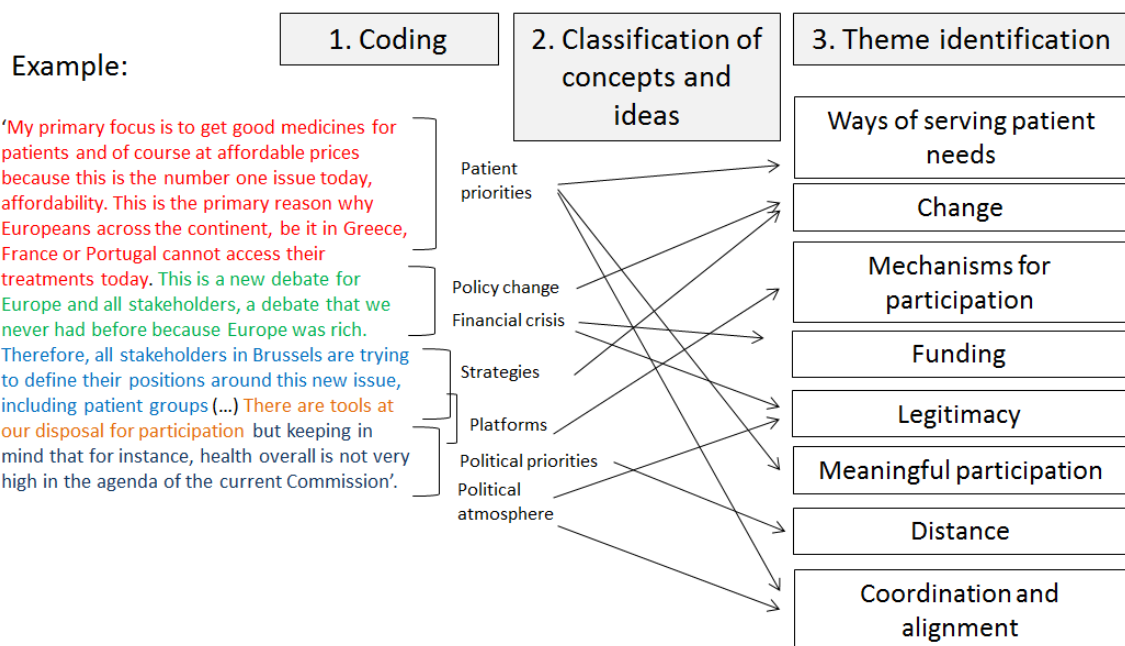 1. Coding
2. Classification of
concepts and
ideas
3. Theme identification
Example:
‘My primary focus is to get good medicines for
patients and of course at affordable prices
because this is the number one issue today,
affordability. This is the primary reason why
Europeans across the continent, be it in Greece,
France or Portugal cannot access their
treatments today. This is a new debate for
Europe and all stakeholders, a debate that we
never had before because Europe was rich.
Therefore, all stakeholders in Brussels are trying
to define their positions around this new issue,
including patient groups (...) There are tools at
our disposal for participation but keeping in
mind that for instance, health overall is not very
high in the agenda of the current Commission’.
Patient
priorities
Policy change
Financial crisis
Strategies
Platforms
Political priorities
Political
atmosphere
Ways of serving patient
needs
Change
Mechanisms for
participation
Funding
Legitimacy
Meaningful participation
Distance
Coordination and
alignment